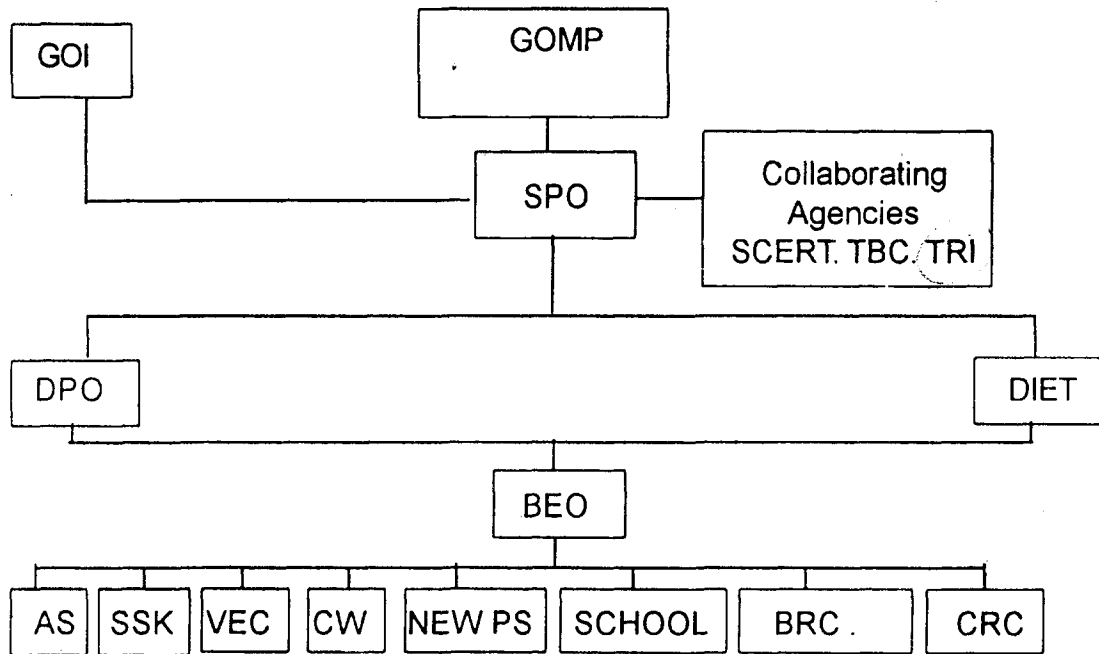 GOI
GOMP
SPO
Collaborating
Agencies
SCERT. TBC. TRI
DPO
DIET
BEO
AS
SSK
VEC
CW
NEW PS
SCHOOL
BRC .
CRC